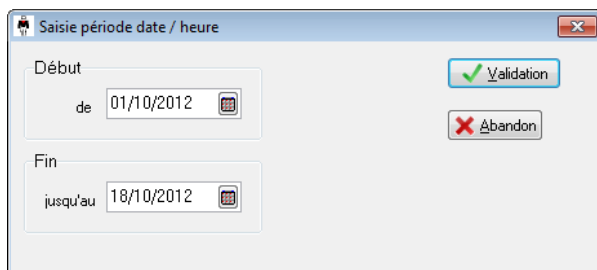 Saisie période date / heure
Début
de 01/10/2012
Validation
Abandon
Fin
jusqu'au 18/10/2012